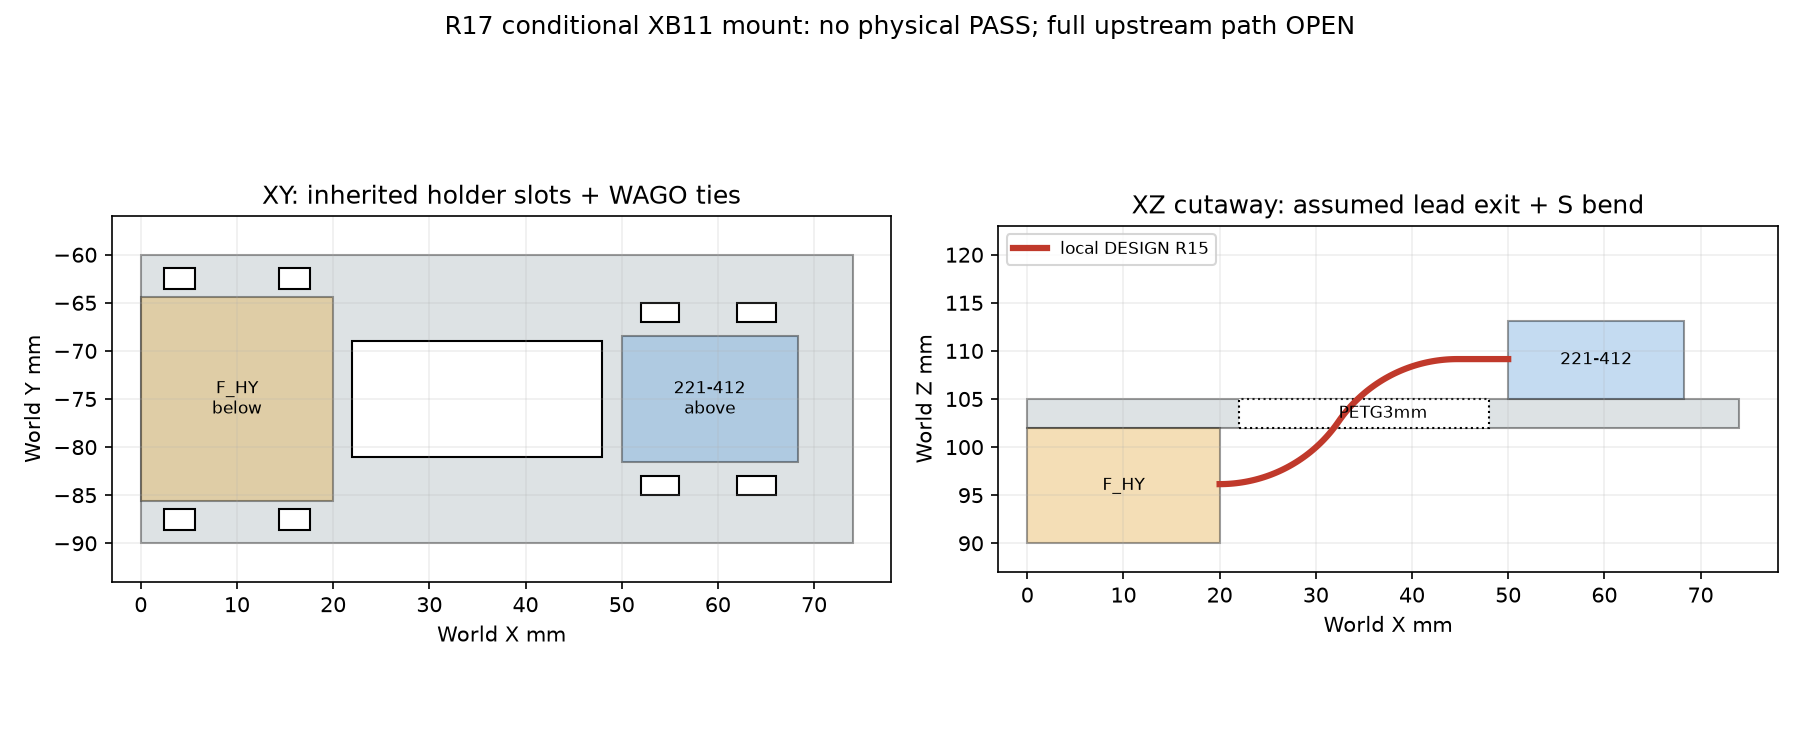 R17 conditional XB11 mount: no physical PASS; full upstream path OPEN
XY: inherited holder slots + WAGO ties
World Y mm
−60
−65
−70
−75
−80
−85
−90
F_HY
below
221-412
above
0 10 20 30 40 50 60 70
World X mm
XZ cutaway: assumed lead exit + S bend
World Z mm
120
115
110
105
100
95
90
local DESIGN R15
221-412
PETG3mm
F_HY
0 10 20 30 40 50 60 70
World X mm